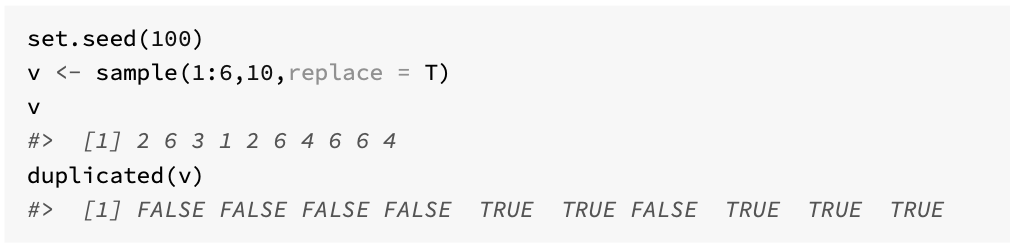 set.seed(100)
v <- sample(1:6,10,replace = T)
v
#>  [1] 2 6 3 1 2 6 4 6 6 4
duplicated(v)
#>  [1] FALSE FALSE FALSE FALSE  TRUE  TRUE FALSE  TRUE  TRUE  TRUE